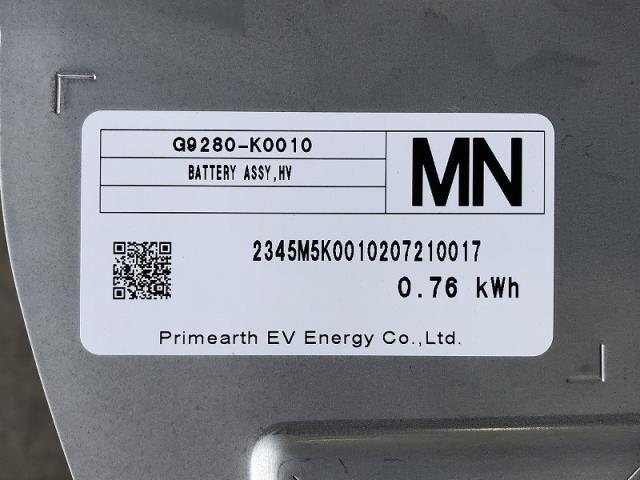 G9280-K0010
BATTERY ASSY,HV
MN
2345M5K0010207210017
0.76 kWh
Primearth EV Energy Co.,Ltd.